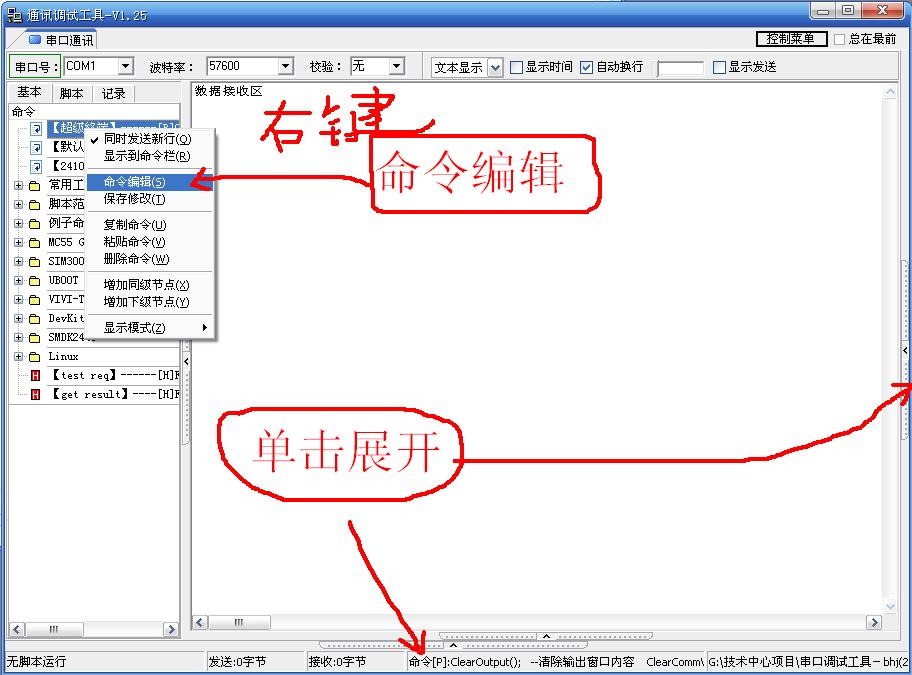 通讯调试工具-V1.25
串口通讯
控制菜单 总在最前
串口号: COM1 波特率: 57600 校验: 无 文本显示 显示时间 自动换行 显示发送
基本 脚本 记录
数据接收区
命令
右键
【超级终端】
【默认
【2410
常用工
脚本范
例子命
MC55 G
SIM300
UBOOT
VIVI-T
DevKit
SMDK24
Linux
【test req】------[H]
【get result】----[H]
同时发送新行(Q)
显示到命令栏(R)
命令编辑(S)
保存修改(T)
复制命令(U)
粘贴命令(V)
删除命令(W)
增加同级节点(X)
增加下级节点(Y)
显示模式(Z)
命令编辑
单击展开
无脚本运行 发送:0字节 接收:0字节 命令[P]:ClearOutput(); --清除输出窗口内容 ClearComm\ G:\技术中心项目\串口调试工具-bhj(2